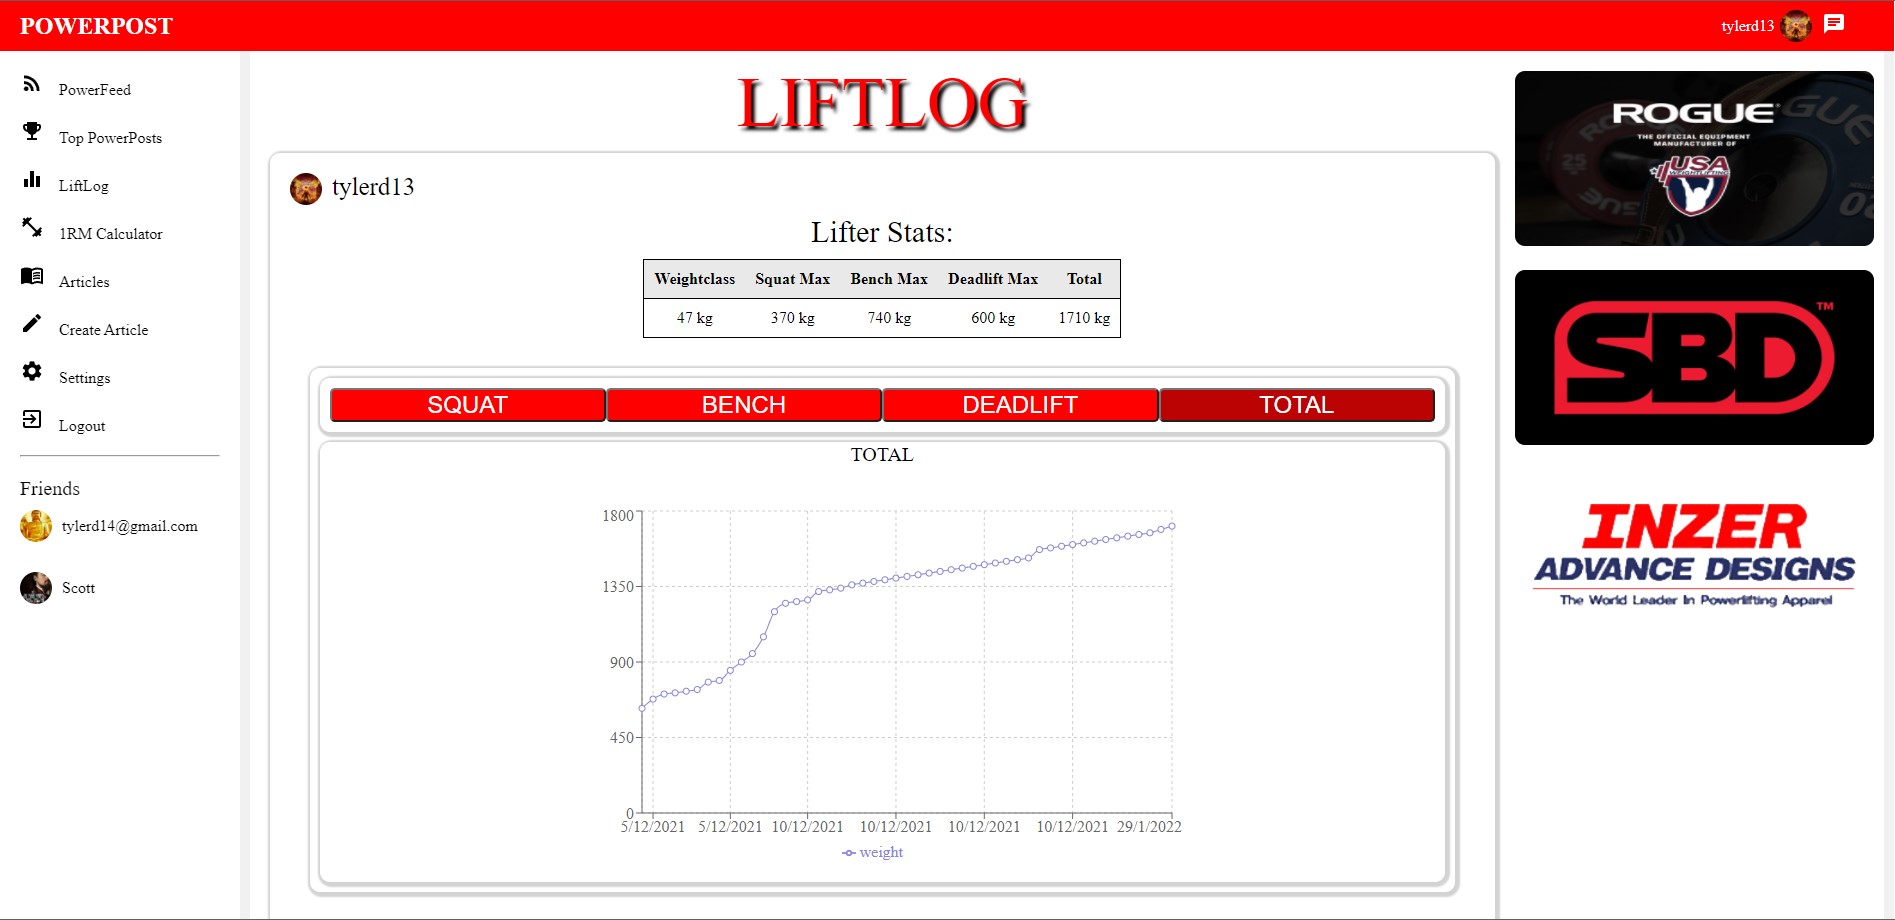 POWERPOST
tylerd13
PowerFeed
Top PowerPosts
LiftLog
1RM Calculator
Articles
Create Article
Settings
Logout
Friends
tylerd14@gmail.com
Scott
LIFTLOG
tylerd13
Lifter Stats:
Weightclass Squat Max Bench Max Deadlift Max Total
47 kg 370 kg 740 kg 600 kg 1710 kg
SQUAT BENCH DEADLIFT TOTAL
TOTAL
1800
1350
900
450
0
5/12/2021 5/12/2021 10/12/2021 10/12/2021 10/12/2021 10/12/2021 29/1/2022
weight
ROGUE
THE OFFICIAL EQUIPMENT
MANUFACTURER OF
USA
WEIGHTLIFTING
25
GUE
SBD™
INZER
ADVANCE DESIGNS
The World Leader In Powerlifting Apparel